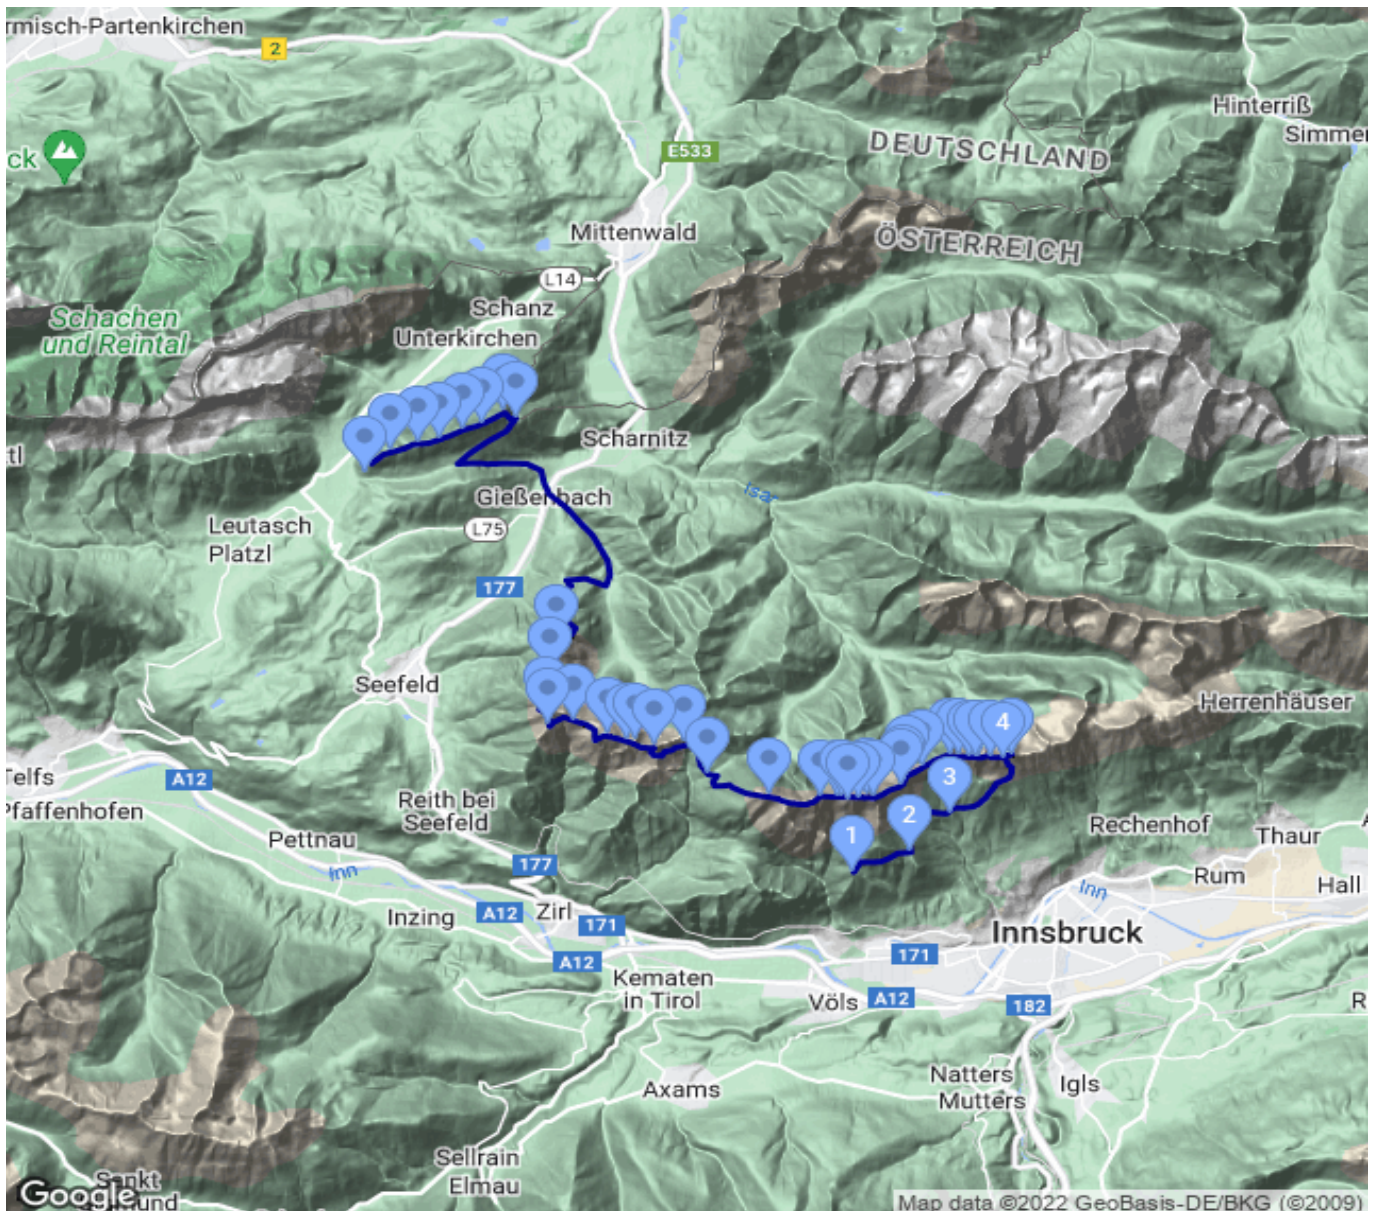 rmisch-Partenkirchen
2
Hinterriß
Simmer
E533
DEUTSCHLAND
ck
Mittenwald
ÖSTERREICH
L14
Schanz
Schachen
und Reintal
Unterkirchen
Scharnitz
tl
Isar
Gießenbach
Leutasch
Platzl
L75
177
Seefeld
Herrenhäuser
4
Telfs
A12
3
Pfaffenhofen
Reith bei
Seefeld
2
1
Rechenhof
Thaur
A
Pettnau
177
Inn
Rum
Hall
Inn
Inzing
A12
Zirl
171
Innsbruck
171
A12
Kematen
in Tirol
Völs
A12
182
R
Natters
Mutters
Igls
Axams
Sellrain
Elmau
Sankt
Sigmund
Google
Map data ©2022 GeoBasis-DE/BKG (©2009)